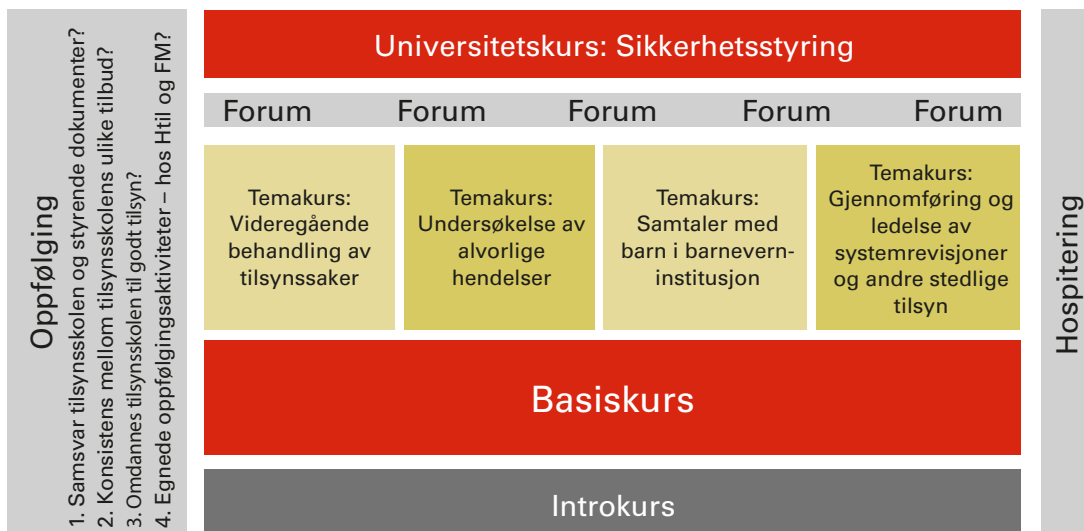 Oppfølging
1. Samsvar tilsynsskolen og styrende dokumenter?
2. Konsistens mellom tilsynsskolens ulike tilbud?
3. Omdannes tilsynsskolen til godt tilsyn?
4. Egnede oppfølgingsaktiviteter – hos Htil og FM?
Universitetskurs: Sikkerhetsstyring
Forum Forum Forum Forum Forum
Temakurs:
Videregående
behandling av
tilsynssaker
Temakurs:
Undersøkelse av
alvorlige
hendelser
Temakurs:
Samtaler med
barn i barnevern-
institusjon
Temakurs:
Gjennomføring og
ledelse av
systemrevisjoner
og andre stedlige
tilsyn
Basiskurs
Introkurs
Hospitering